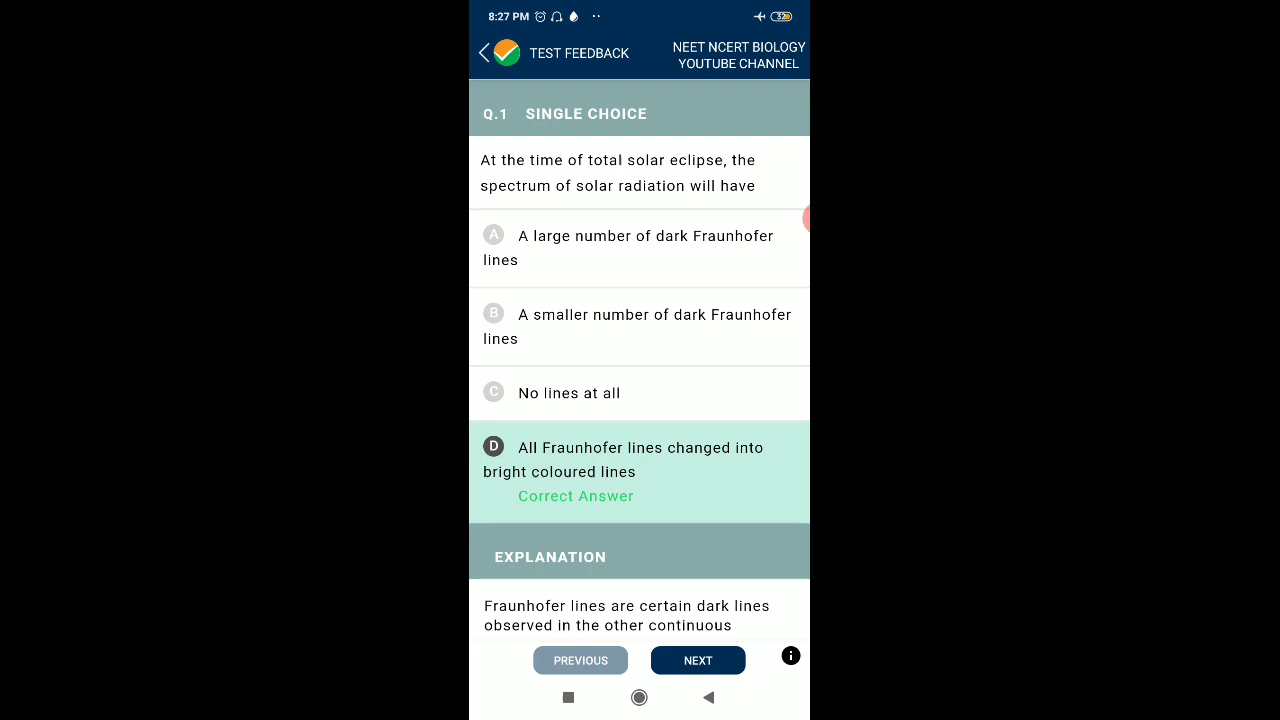 8:27 PM
32
TEST FEEDBACK
NEET NCERT BIOLOGY
YOUTUBE CHANNEL
Q.1 SINGLE CHOICE
At the time of total solar eclipse, the
spectrum of solar radiation will have
A A large number of dark Fraunhofer
lines
B A smaller number of dark Fraunhofer
lines
C No lines at all
D All Fraunhofer lines changed into
bright coloured lines
Correct Answer
EXPLANATION
Fraunhofer lines are certain dark lines
observed in the other continuous
PREVIOUS
NEXT